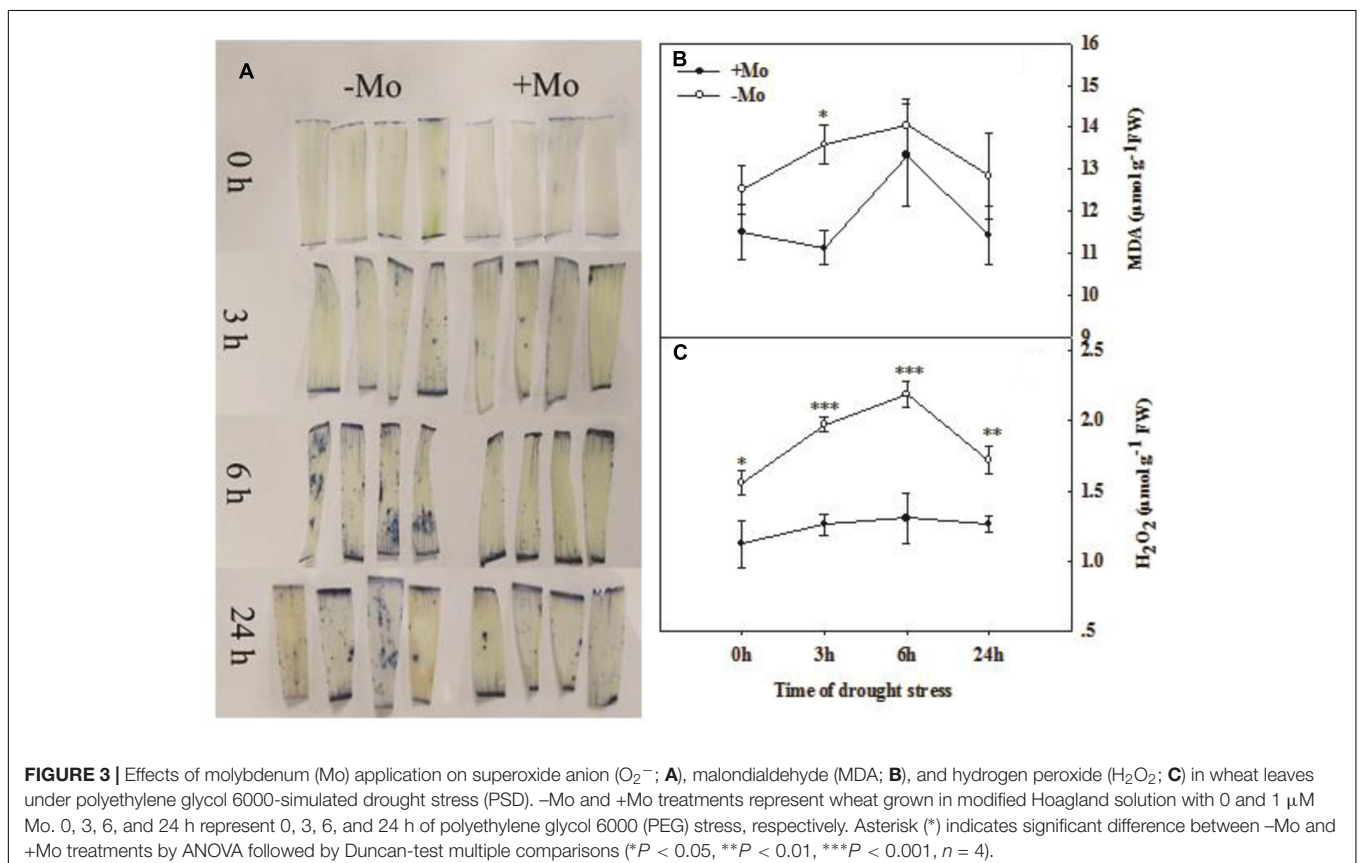 A
-Mo
+Mo
0 h
3 h
6 h
24 h
B
+Mo
-Mo
*
16
15
14
13
12
11
10
9
MDA (µmol g⁻¹FW)
C
*
***
***
**
2.5
2.0
1.5
1.0
.5
H₂O₂ (µmol g⁻¹ FW)
0h
3h
6h
24h
Time of drought stress
FIGURE 3 | Effects of molybdenum (Mo) application on superoxide anion (O₂⁻; A), malondialdehyde (MDA; B), and hydrogen peroxide (H₂O₂; C) in wheat leaves
under polyethylene glycol 6000-simulated drought stress (PSD). –Mo and +Mo treatments represent wheat grown in modified Hoagland solution with 0 and 1 µM
Mo. 0, 3, 6, and 24 h represent 0, 3, 6, and 24 h of polyethylene glycol 6000 (PEG) stress, respectively. Asterisk (*) indicates significant difference between –Mo and
+Mo treatments by ANOVA followed by Duncan-test multiple comparisons (*P < 0.05, **P < 0.01, ***P < 0.001, n = 4).